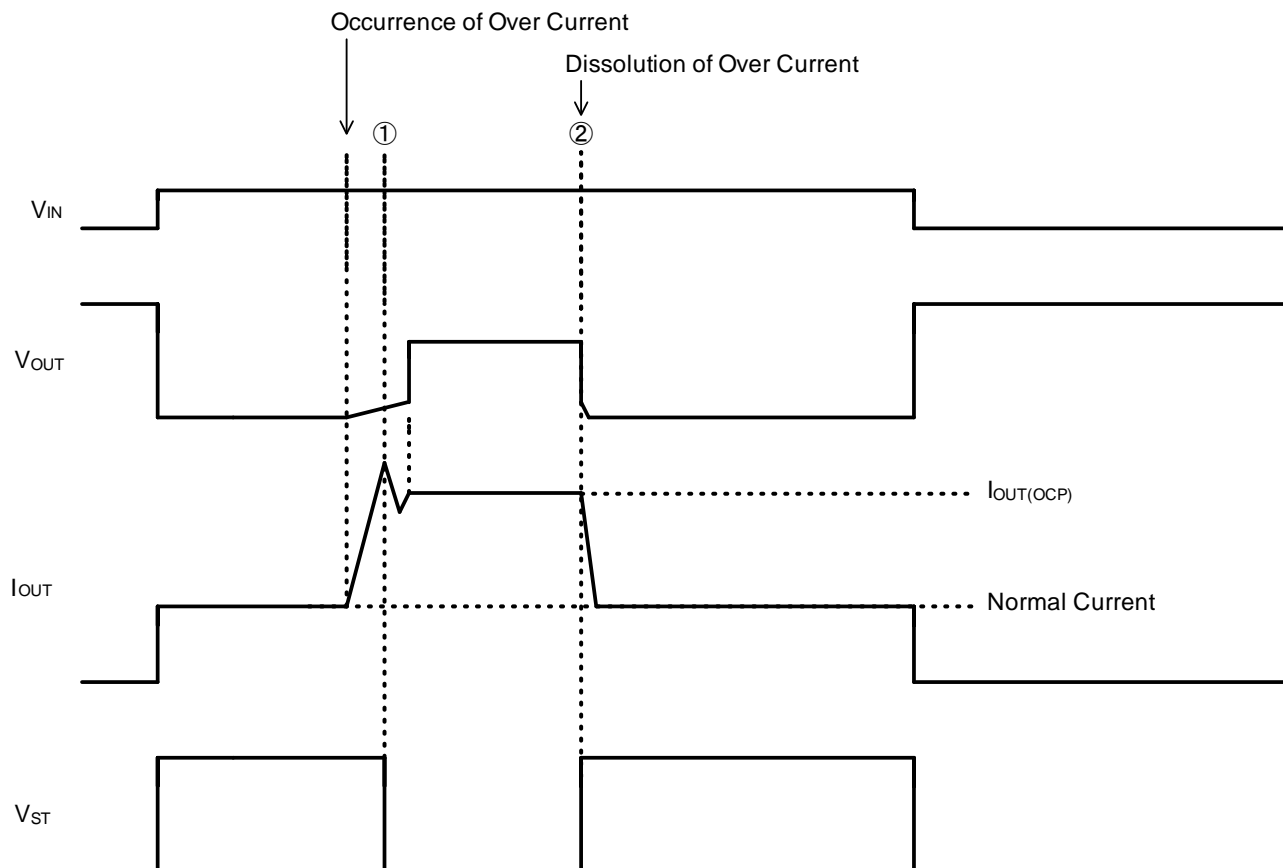 Occurrence of Over Current
Dissolution of Over Current
① ②
VIN
VOUT
IOUT(OCP)
IOUT
Normal Current
VST